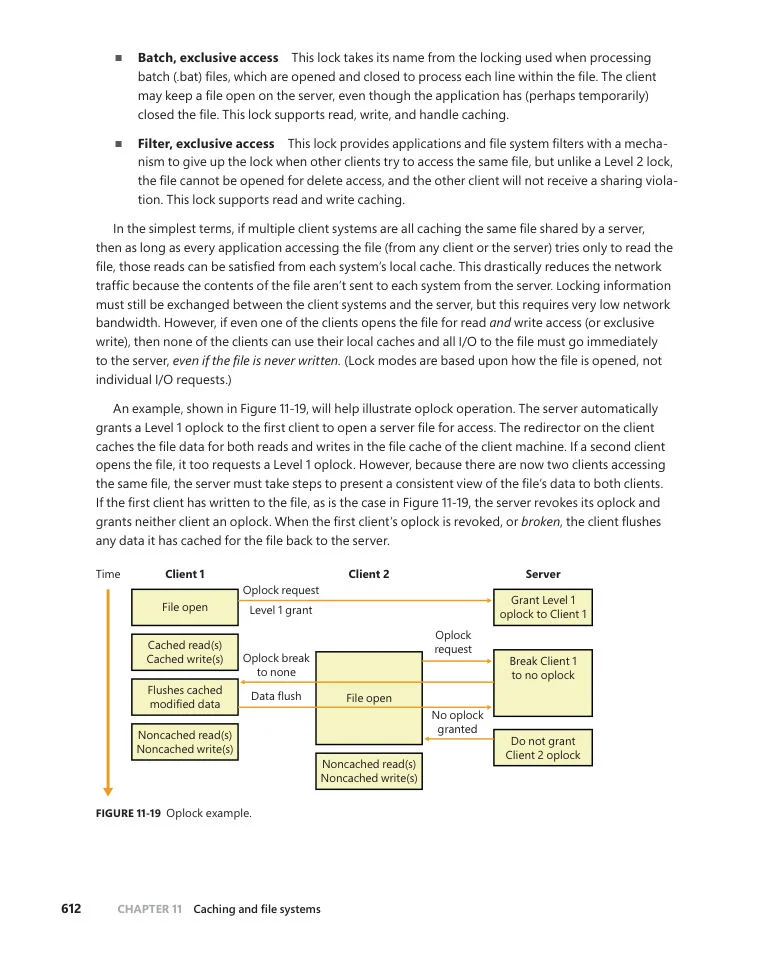 ■ Batch, exclusive access This lock takes its name from the locking used when processing
batch (.bat) files, which are opened and closed to process each line within the file. The client
may keep a file open on the server, even though the application has (perhaps temporarily)
closed the file. This lock supports read, write, and handle caching.
■ Filter, exclusive access This lock provides applications and file system filters with a mecha-
nism to give up the lock when other clients try to access the same file, but unlike a Level 2 lock,
the file cannot be opened for delete access, and the other client will not receive a sharing viola-
tion. This lock supports read and write caching.
In the simplest terms, if multiple client systems are all caching the same file shared by a server,
then as long as every application accessing the file (from any client or the server) tries only to read the
file, those reads can be satisfied from each system's local cache. This drastically reduces the network
traffic because the contents of the file aren't sent to each system from the server. Locking information
must still be exchanged between the client systems and the server, but this requires very low network
bandwidth. However, if even one of the clients opens the file for read and write access (or exclusive
write), then none of the clients can use their local caches and all I/O to the file must go immediately
to the server, even if the file is never written. (Lock modes are based upon how the file is opened, not
individual I/O requests.)
An example, shown in Figure 11-19, will help illustrate oplock operation. The server automatically
grants a Level 1 oplock to the first client to open a server file for access. The redirector on the client
caches the file data for both reads and writes in the file cache of the client machine. If a second client
opens the file, it too requests a Level 1 oplock. However, because there are now two clients accessing
the same file, the server must take steps to present a consistent view of the file's data to both clients.
If the first client has written to the file, as is the case in Figure 11-19, the server revokes its oplock and
grants neither client an oplock. When the first client's oplock is revoked, or broken, the client flushes
any data it has cached for the file back to the server.
Time Client 1 Client 2 Server
File open
Oplock request
Level 1 grant
Grant Level 1
oplock to Client 1
Cached read(s)
Cached write(s)
Oplock break
to none
Oplock
request
Break Client 1
to no oplock
Flushes cached
modified data
Data flush
File open
No oplock
granted
Noncached read(s)
Noncached write(s)
Do not grant
Client 2 oplock
Noncached read(s)
Noncached write(s)
FIGURE 11-19 Oplock example.
612 CHAPTER 11 Caching and file systems